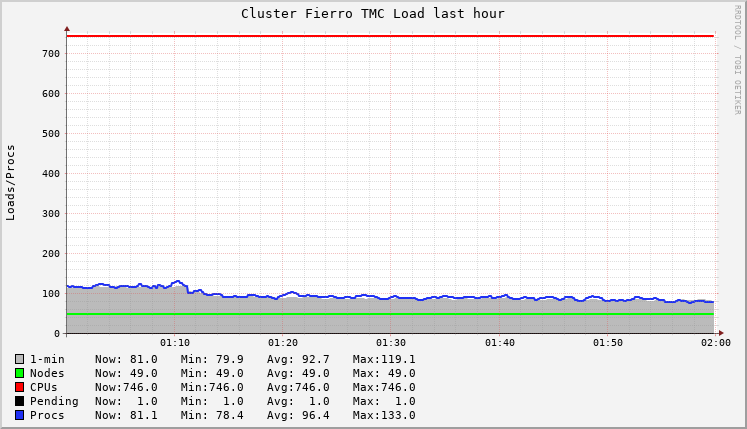 Cluster Fierro TMC Load last hour
RRDTOOL / TOBI OETIKER
Loads/Procs
700
600
500
400
300
200
100
0
01:10 01:20 01:30 01:40 01:50 02:00
1-min Now: 81.0 Min: 79.9 Avg: 92.7 Max:119.1
Nodes Now: 49.0 Min: 49.0 Avg: 49.0 Max: 49.0
CPUs Now:746.0 Min:746.0 Avg:746.0 Max:746.0
Pending Now: 1.0 Min: 1.0 Avg: 1.0 Max: 1.0
Procs Now: 81.1 Min: 78.4 Avg: 96.4 Max:133.0